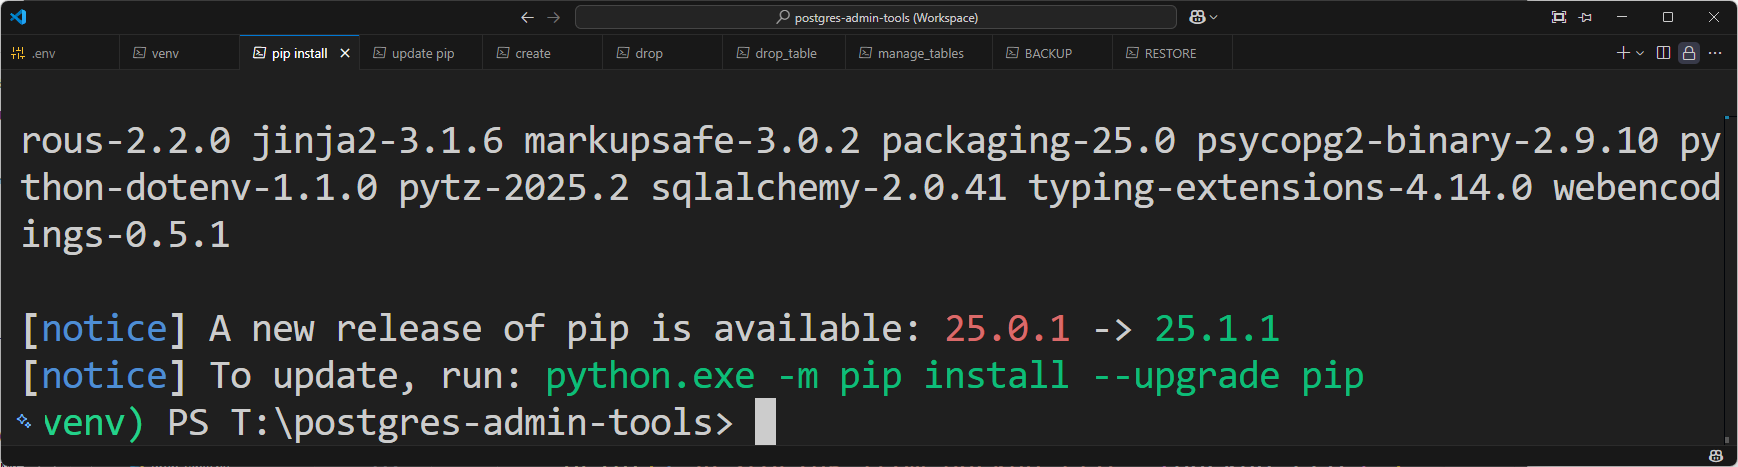 postgres-admin-tools (Workspace)
.env venv pip install update pip create drop drop_table manage_tables BACKUP RESTORE
rous-2.2.0 jinja2-3.1.6 markupsafe-3.0.2 packaging-25.0 psycopg2-binary-2.9.10 py
thon-dotenv-1.1.0 pytz-2025.2 sqlalchemy-2.0.41 typing-extensions-4.14.0 webencod
ings-0.5.1
[notice] A new release of pip is available: 25.0.1 -> 25.1.1
[notice] To update, run: python.exe -m pip install --upgrade pip
venv) PS T:\postgres-admin-tools>